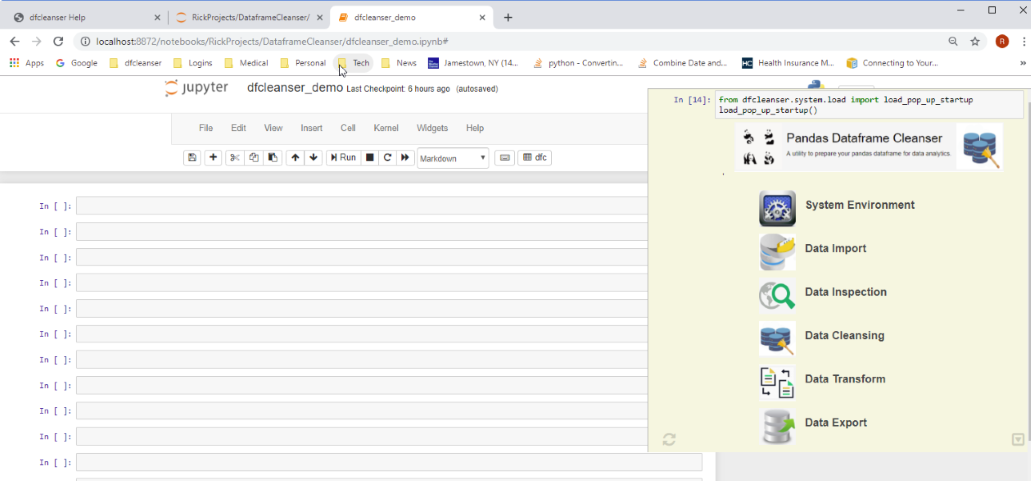 dfcleanser Help
RickProjects/DataframeCleanser/
dfcleanser_demo
localhost:8872/notebooks/RickProjects/DataframeCleanser/dfcleanser_demo.ipynb#
R
Apps Google dfcleanser Logins Medical Personal Tech News Jamestown, NY (14... python - Convertin... Combine Date and... Health Insurance M... Connecting to Your... »
jupyter dfcleanser_demo Last Checkpoint: 6 hours ago (autosaved)
File Edit View Insert Cell Kernel Widgets Help
Run Markdown dfc
In [ ]:
In [ ]:
In [ ]:
In [ ]:
In [ ]:
In [ ]:
In [ ]:
In [ ]:
In [ ]:
In [ ]:
In [ ]:
In [14]: from dfcleanser.system.load import load_pop_up_startup
load_pop_up_startup()
Pandas Dataframe Cleanser
A utility to prepare your pandas dataframe for data analytics.
System Environment
Data Import
Data Inspection
Data Cleansing
Data Transform
Data Export